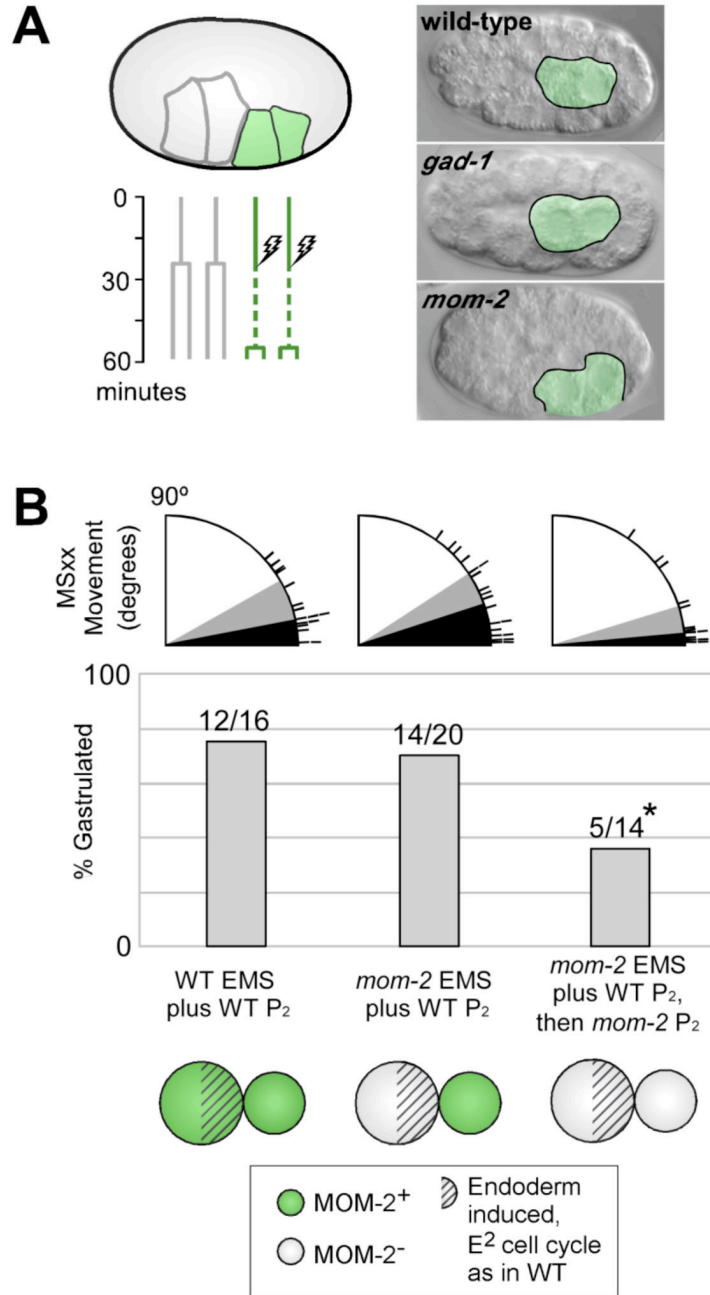 A
wild-type
gad-1
mom-2
0
30
60
minutes
B
90º
MSxx
Movement
(degrees)
100
% Gastrulated
0
12/16
14/20
5/14*
WT EMS
plus WT P₂
mom-2 EMS
plus WT P₂
mom-2 EMS
plus WT P₂,
then mom-2 P₂
MOM-2⁺
MOM-2⁻
Endoderm
induced,
E² cell cycle
as in WT